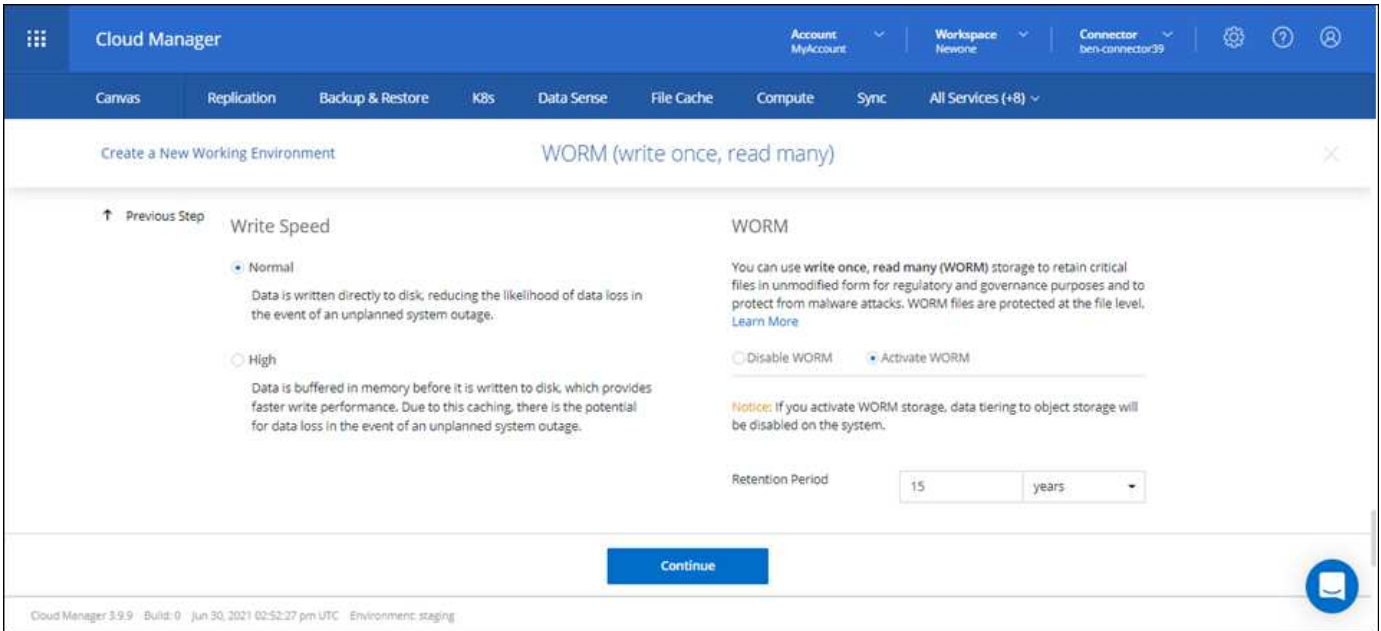 Cloud Manager
Account
MyAccount
Workspace
Newone
Connector
ben-connector39
Canvas
Replication
Backup & Restore
K8s
Data Sense
File Cache
Compute
Sync
All Services (+8)
Create a New Working Environment
WORM (write once, read many)
↑ Previous Step
Write Speed
Normal
Data is written directly to disk, reducing the likelihood of data loss in
the event of an unplanned system outage.
High
Data is buffered in memory before it is written to disk, which provides
faster write performance. Due to this caching, there is the potential
for data loss in the event of an unplanned system outage.
WORM
You can use write once, read many (WORM) storage to retain critical
files in unmodified form for regulatory and governance purposes and to
protect from malware attacks. WORM files are protected at the file level.
Learn More
Disable WORM
Activate WORM
Notice: If you activate WORM storage, data tiering to object storage will
be disabled on the system.
Retention Period
15
years
Continue
Cloud Manager 3.9.9 Build: 0 Jun 30, 2021 02:52:27 pm UTC Environment: staging